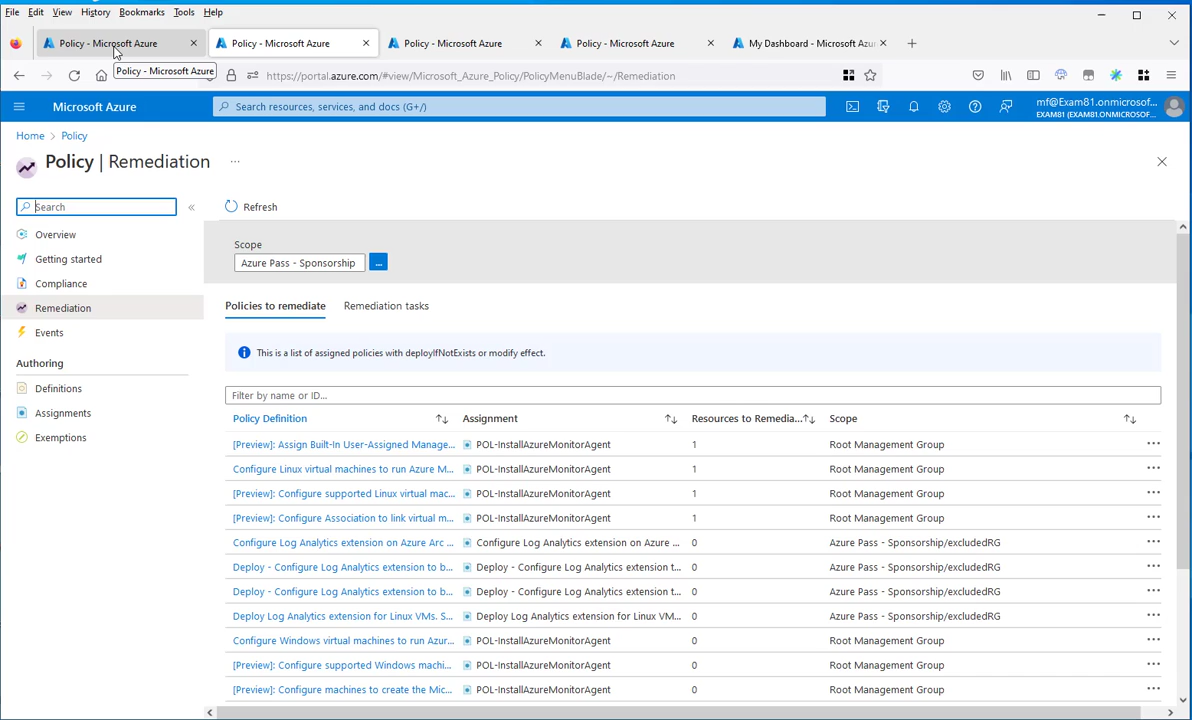 File Edit View History Bookmarks Tools Help
Policy - Microsoft Azure
Policy - Microsoft Azure
Policy - Microsoft Azure
Policy - Microsoft Azure
My Dashboard - Microsoft Azur
Policy - Microsoft Azure
https://portal.azure.com/#view/Microsoft_Azure_Policy/PolicyMenuBlade/~/Remediation
Microsoft Azure
Search resources, services, and docs (G+/)
mf@Exam81.onmicrosof...
EXAM81 (EXAM81.ONMICROSOF...
Home > Policy
Policy | Remediation ...
Search
«
Refresh
Overview
Getting started
Compliance
Remediation
Events
Authoring
Definitions
Assignments
Exemptions
Scope
Azure Pass - Sponsorship ...
Policies to remediate Remediation tasks
This is a list of assigned policies with deployIfNotExists or modify effect.
Filter by name or ID...
Policy Definition Assignment Resources to Remedia... Scope
[Preview]: Assign Built-In User-Assigned Manage... POL-InstallAzureMonitorAgent 1 Root Management Group ...
Configure Linux virtual machines to run Azure M... POL-InstallAzureMonitorAgent 1 Root Management Group ...
[Preview]: Configure supported Linux virtual mac... POL-InstallAzureMonitorAgent 1 Root Management Group ...
[Preview]: Configure Association to link virtual m... POL-InstallAzureMonitorAgent 1 Root Management Group ...
Configure Log Analytics extension on Azure Arc ... Configure Log Analytics extension on Azure ... 0 Azure Pass - Sponsorship/excludedRG ...
Deploy - Configure Log Analytics extension to b... Deploy - Configure Log Analytics extension t... 0 Azure Pass - Sponsorship/excludedRG ...
Deploy - Configure Log Analytics extension to b... Deploy - Configure Log Analytics extension t... 0 Azure Pass - Sponsorship/excludedRG ...
Deploy Log Analytics extension for Linux VMs. S... Deploy Log Analytics extension for Linux VM... 0 Azure Pass - Sponsorship/excludedRG ...
Configure Windows virtual machines to run Azur... POL-InstallAzureMonitorAgent 0 Root Management Group ...
[Preview]: Configure supported Windows machi... POL-InstallAzureMonitorAgent 0 Root Management Group ...
[Preview]: Configure machines to create the Mic... POL-InstallAzureMonitorAgent 0 Root Management Group ...